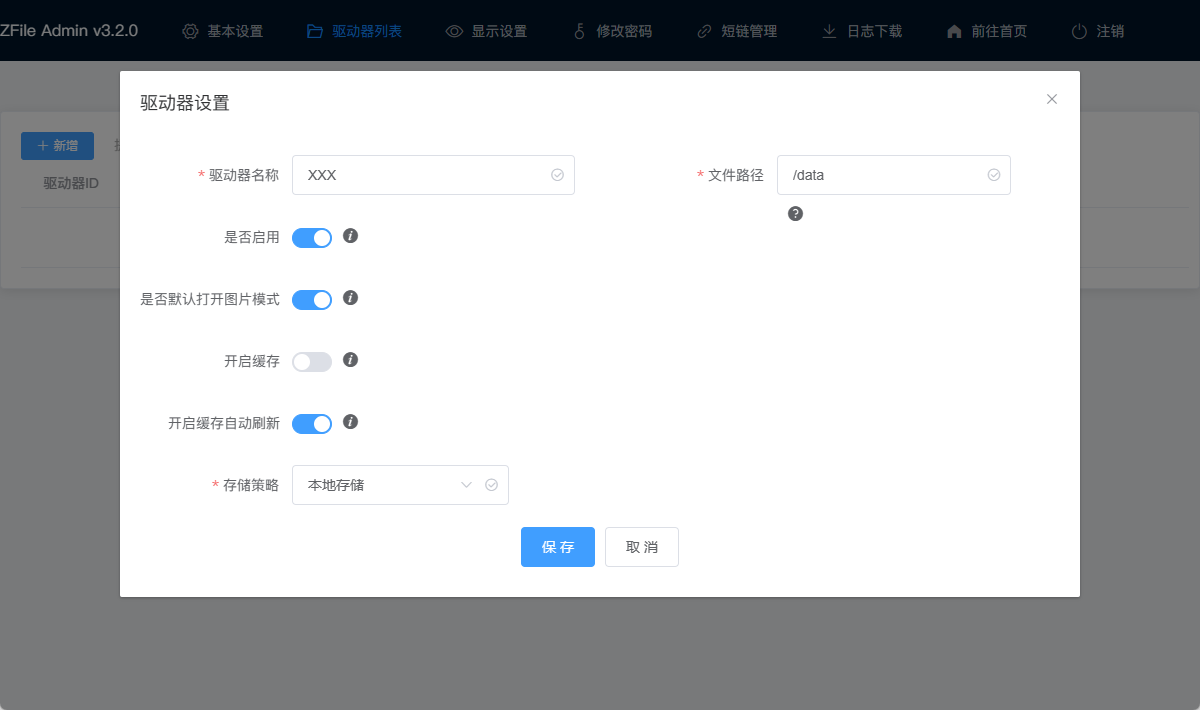 ZFile Admin v3.2.0 基本设置 驱动器列表 显示设置 修改密码 短链管理 日志下载 前往首页 注销
驱动器设置
新增
驱动器ID
* 驱动器名称 XXX * 文件路径 /data
是否启用
是否默认打开图片模式
开启缓存
开启缓存自动刷新
* 存储策略 本地存储
保 存 取 消